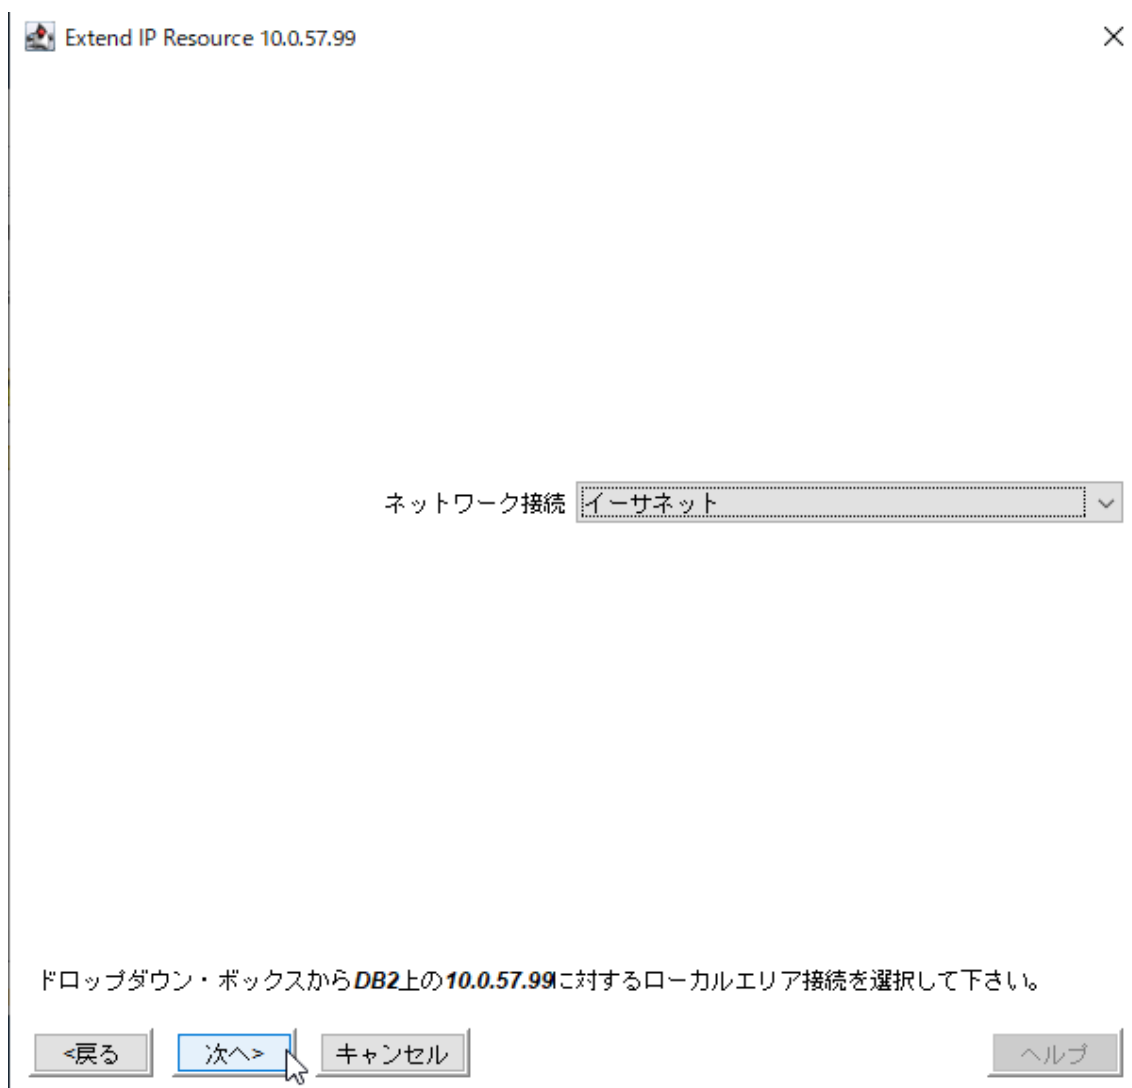 Extend IP Resource 10.0.57.99
ネットワーク接続 イーサネット
ドロップダウン・ボックスからDB2上の10.0.57.99に対するローカルエリア接続を選択して下さい。
<戻る 次へ> キャンセル ヘルプ